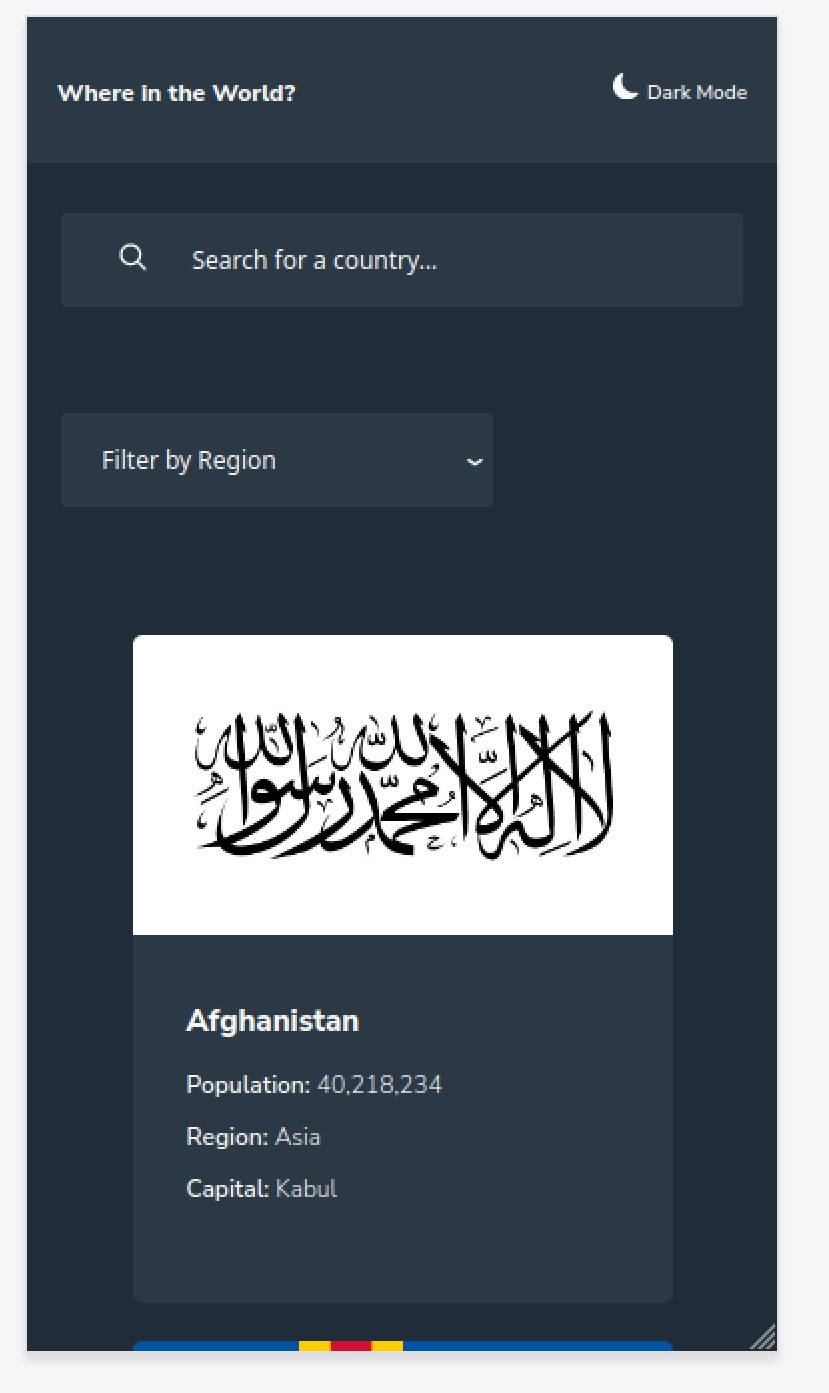 Where in the World?
Dark Mode
Search for a country...
Filter by Region
لا إله إلا الله محمد رسول الله
Afghanistan
Population: 40,218,234
Region: Asia
Capital: Kabul